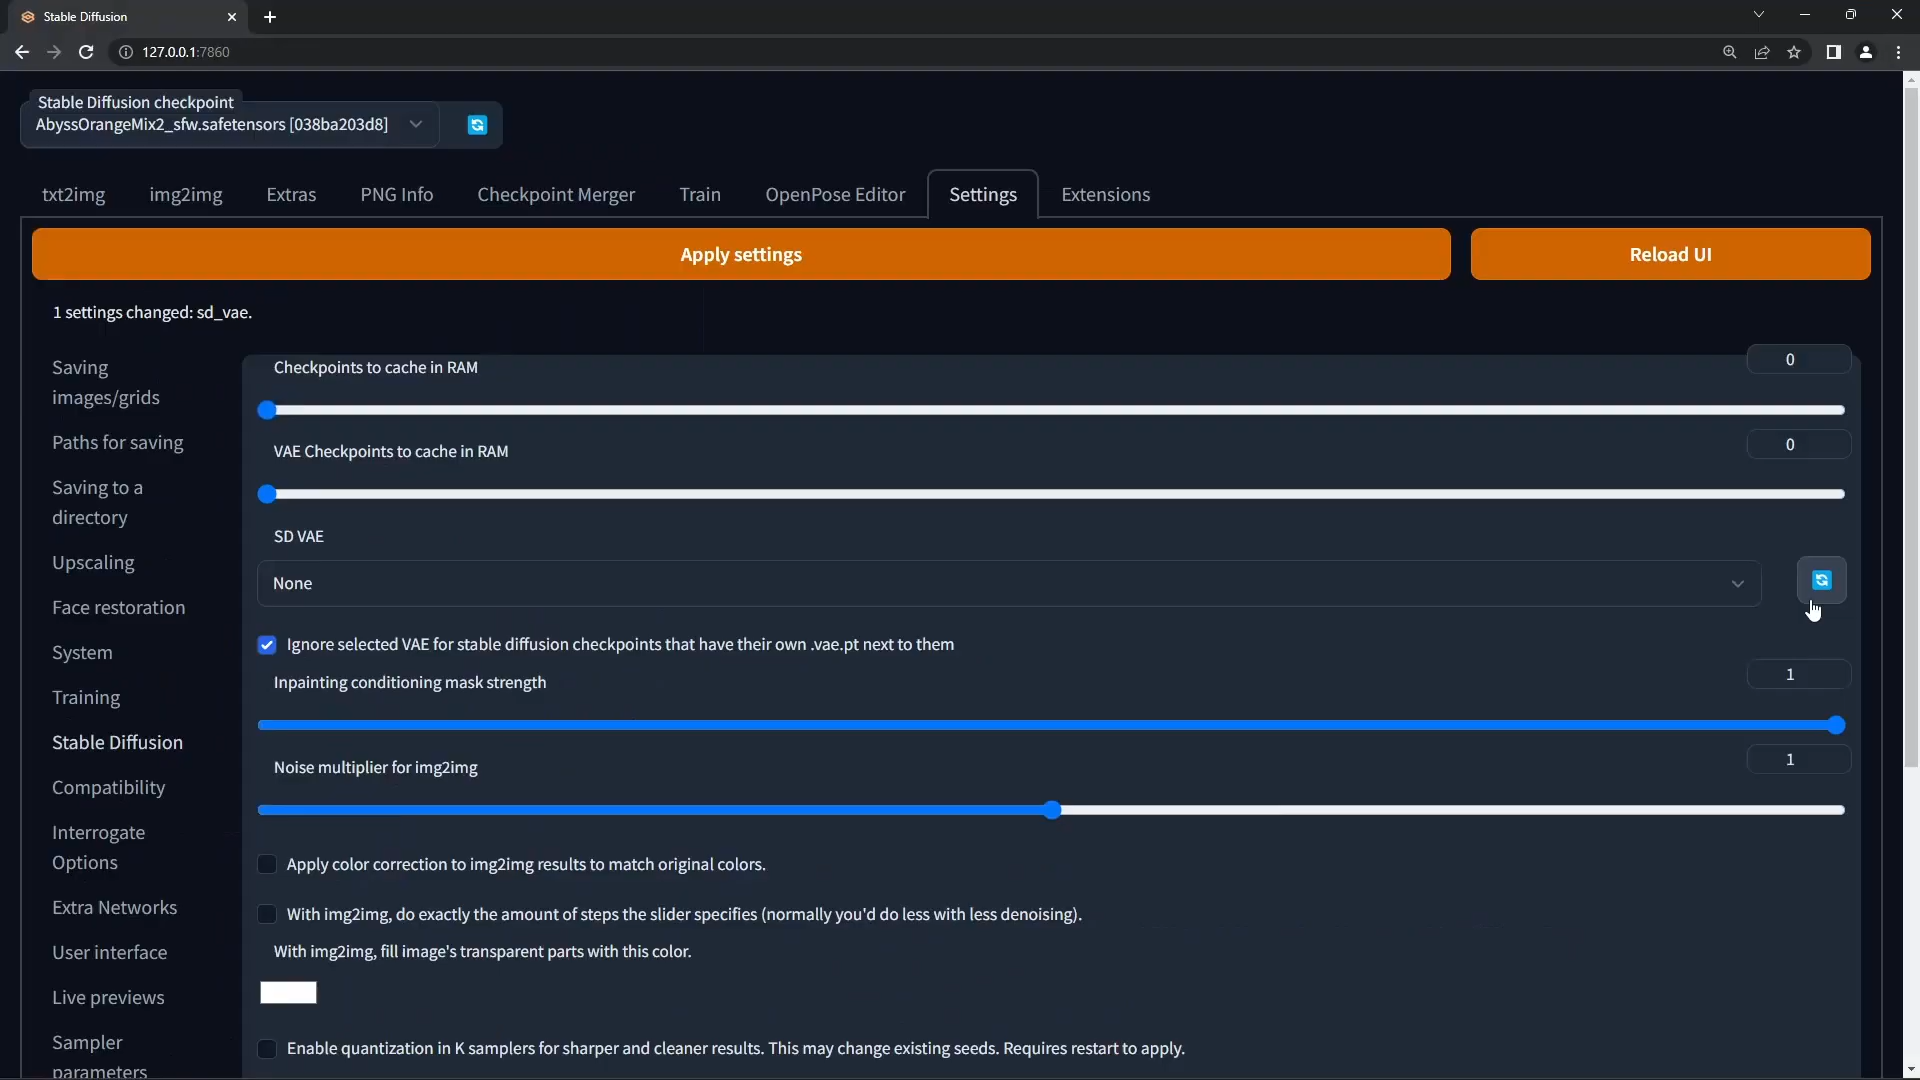 Stable Diffusion
127.0.0.1:7860
Stable Diffusion checkpoint
AbyssOrangeMix2_sfw.safetensors [038ba203d8]
txt2img
img2img
Extras
PNG Info
Checkpoint Merger
Train
OpenPose Editor
Settings
Extensions
Apply settings
Reload UI
1 settings changed: sd_vae.
Saving
images/grids
Paths for saving
Saving to a
directory
Upscaling
Face restoration
System
Training
Stable Diffusion
Compatibility
Interrogate
Options
Extra Networks
User interface
Live previews
Sampler
parameters
Checkpoints to cache in RAM
0
VAE Checkpoints to cache in RAM
0
SD VAE
None
Ignore selected VAE for stable diffusion checkpoints that have their own .vae.pt next to them
Inpainting conditioning mask strength
1
Noise multiplier for img2img
1
Apply color correction to img2img results to match original colors.
With img2img, do exactly the amount of steps the slider specifies (normally you'd do less with less denoising).
With img2img, fill image's transparent parts with this color.
Enable quantization in K samplers for sharper and cleaner results. This may change existing seeds. Requires restart to apply.